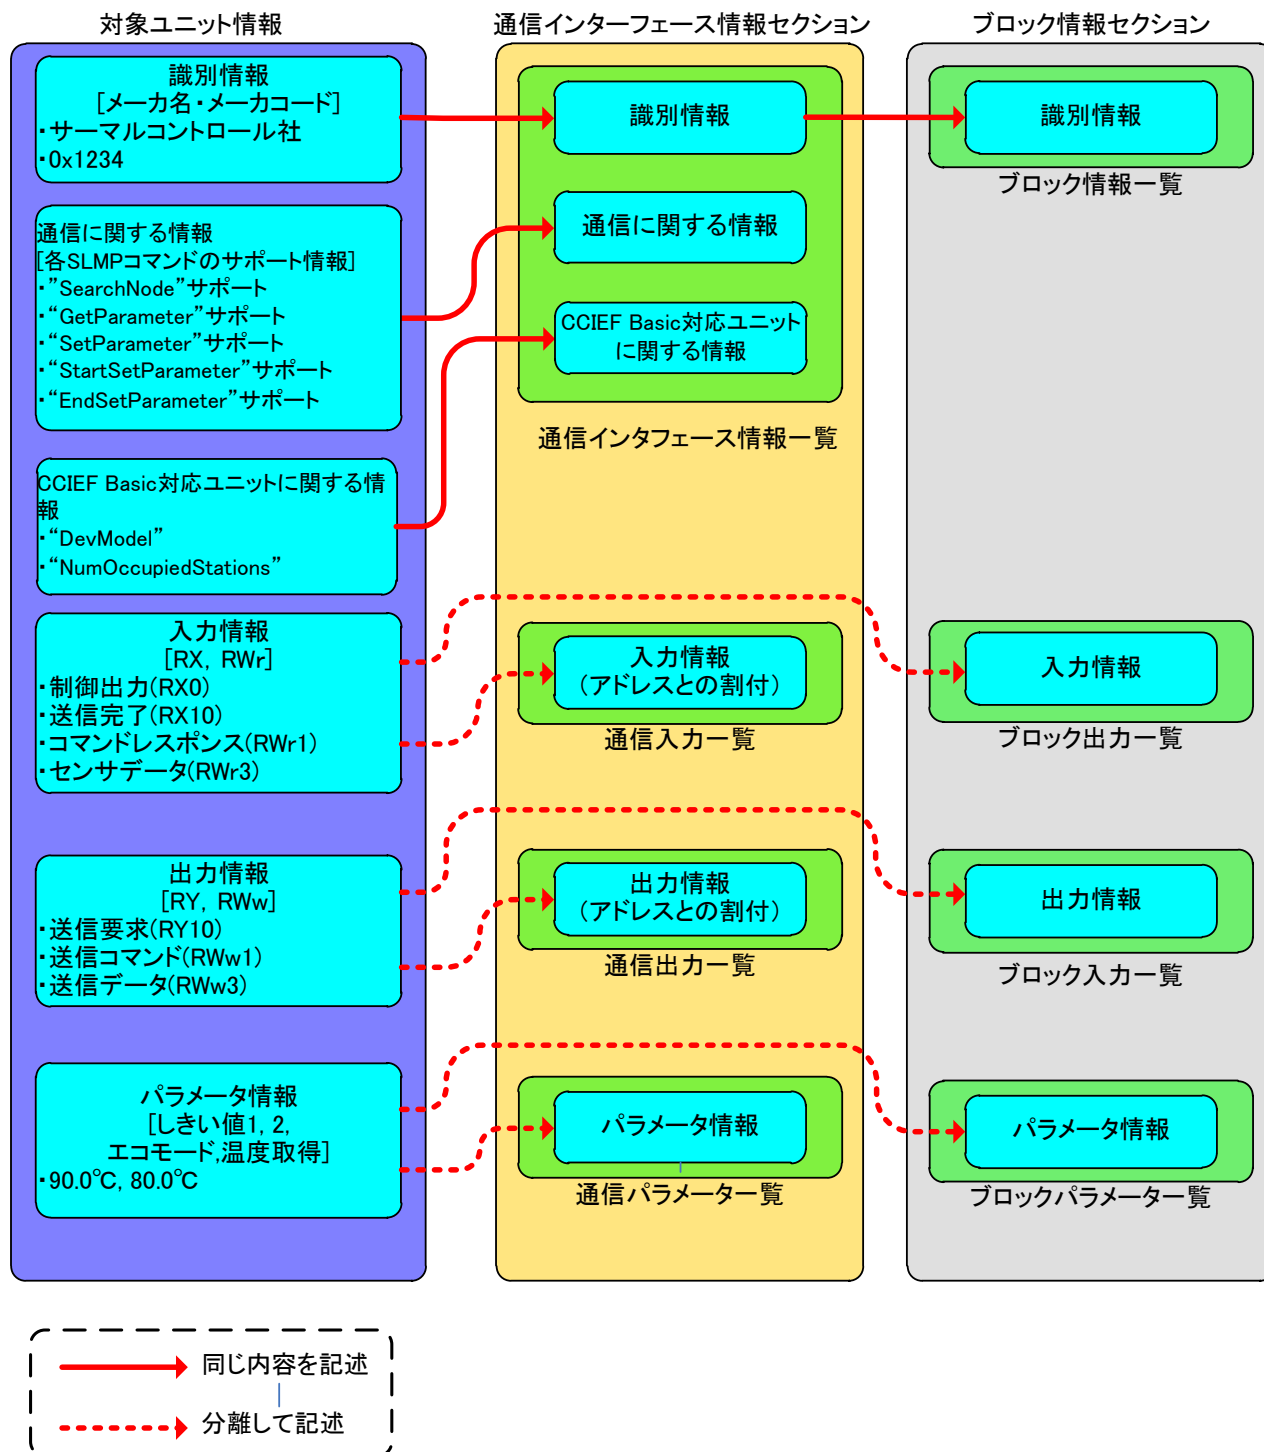 対象ユニット情報
識別情報
[メーカ名・メーカコード]
・サーマルコントロール社
・0x1234
通信に関する情報
[各SLMPコマンドのサポート情報]
・”SearchNode”サポート
・“GetParameter”サポート
・“SetParameter”サポート
・“StartSetParameter”サポート
・“EndSetParameter”サポート
CCIEF Basic対応ユニットに関する情
報
・“DevModel”
・“NumOccupiedStations”
入力情報
[RX, RWr]
・制御出力(RX0)
・送信完了(RX10)
・コマンドレスポンス(RWr1)
・センサデータ(RWr3)
出力情報
[RY, RWw]
・送信要求(RY10)
・送信コマンド(RWw1)
・送信データ(RWw3)
パラメータ情報
[しきい値1, 2,
エコモード,温度取得]
・90.0℃, 80.0℃
通信インターフェース情報セクション
識別情報
通信に関する情報
CCIEF Basic対応ユニット
に関する情報
通信インタフェース情報一覧
入力情報
（アドレスとの割付）
通信入力一覧
出力情報
（アドレスとの割付）
通信出力一覧
パラメータ情報
通信パラメーター覧
ブロック情報セクション
識別情報
ブロック情報一覧
入力情報
ブロック出力一覧
出力情報
ブロック入力一覧
パラメータ情報
ブロックパラメーター覧
同じ内容を記述
分離して記述